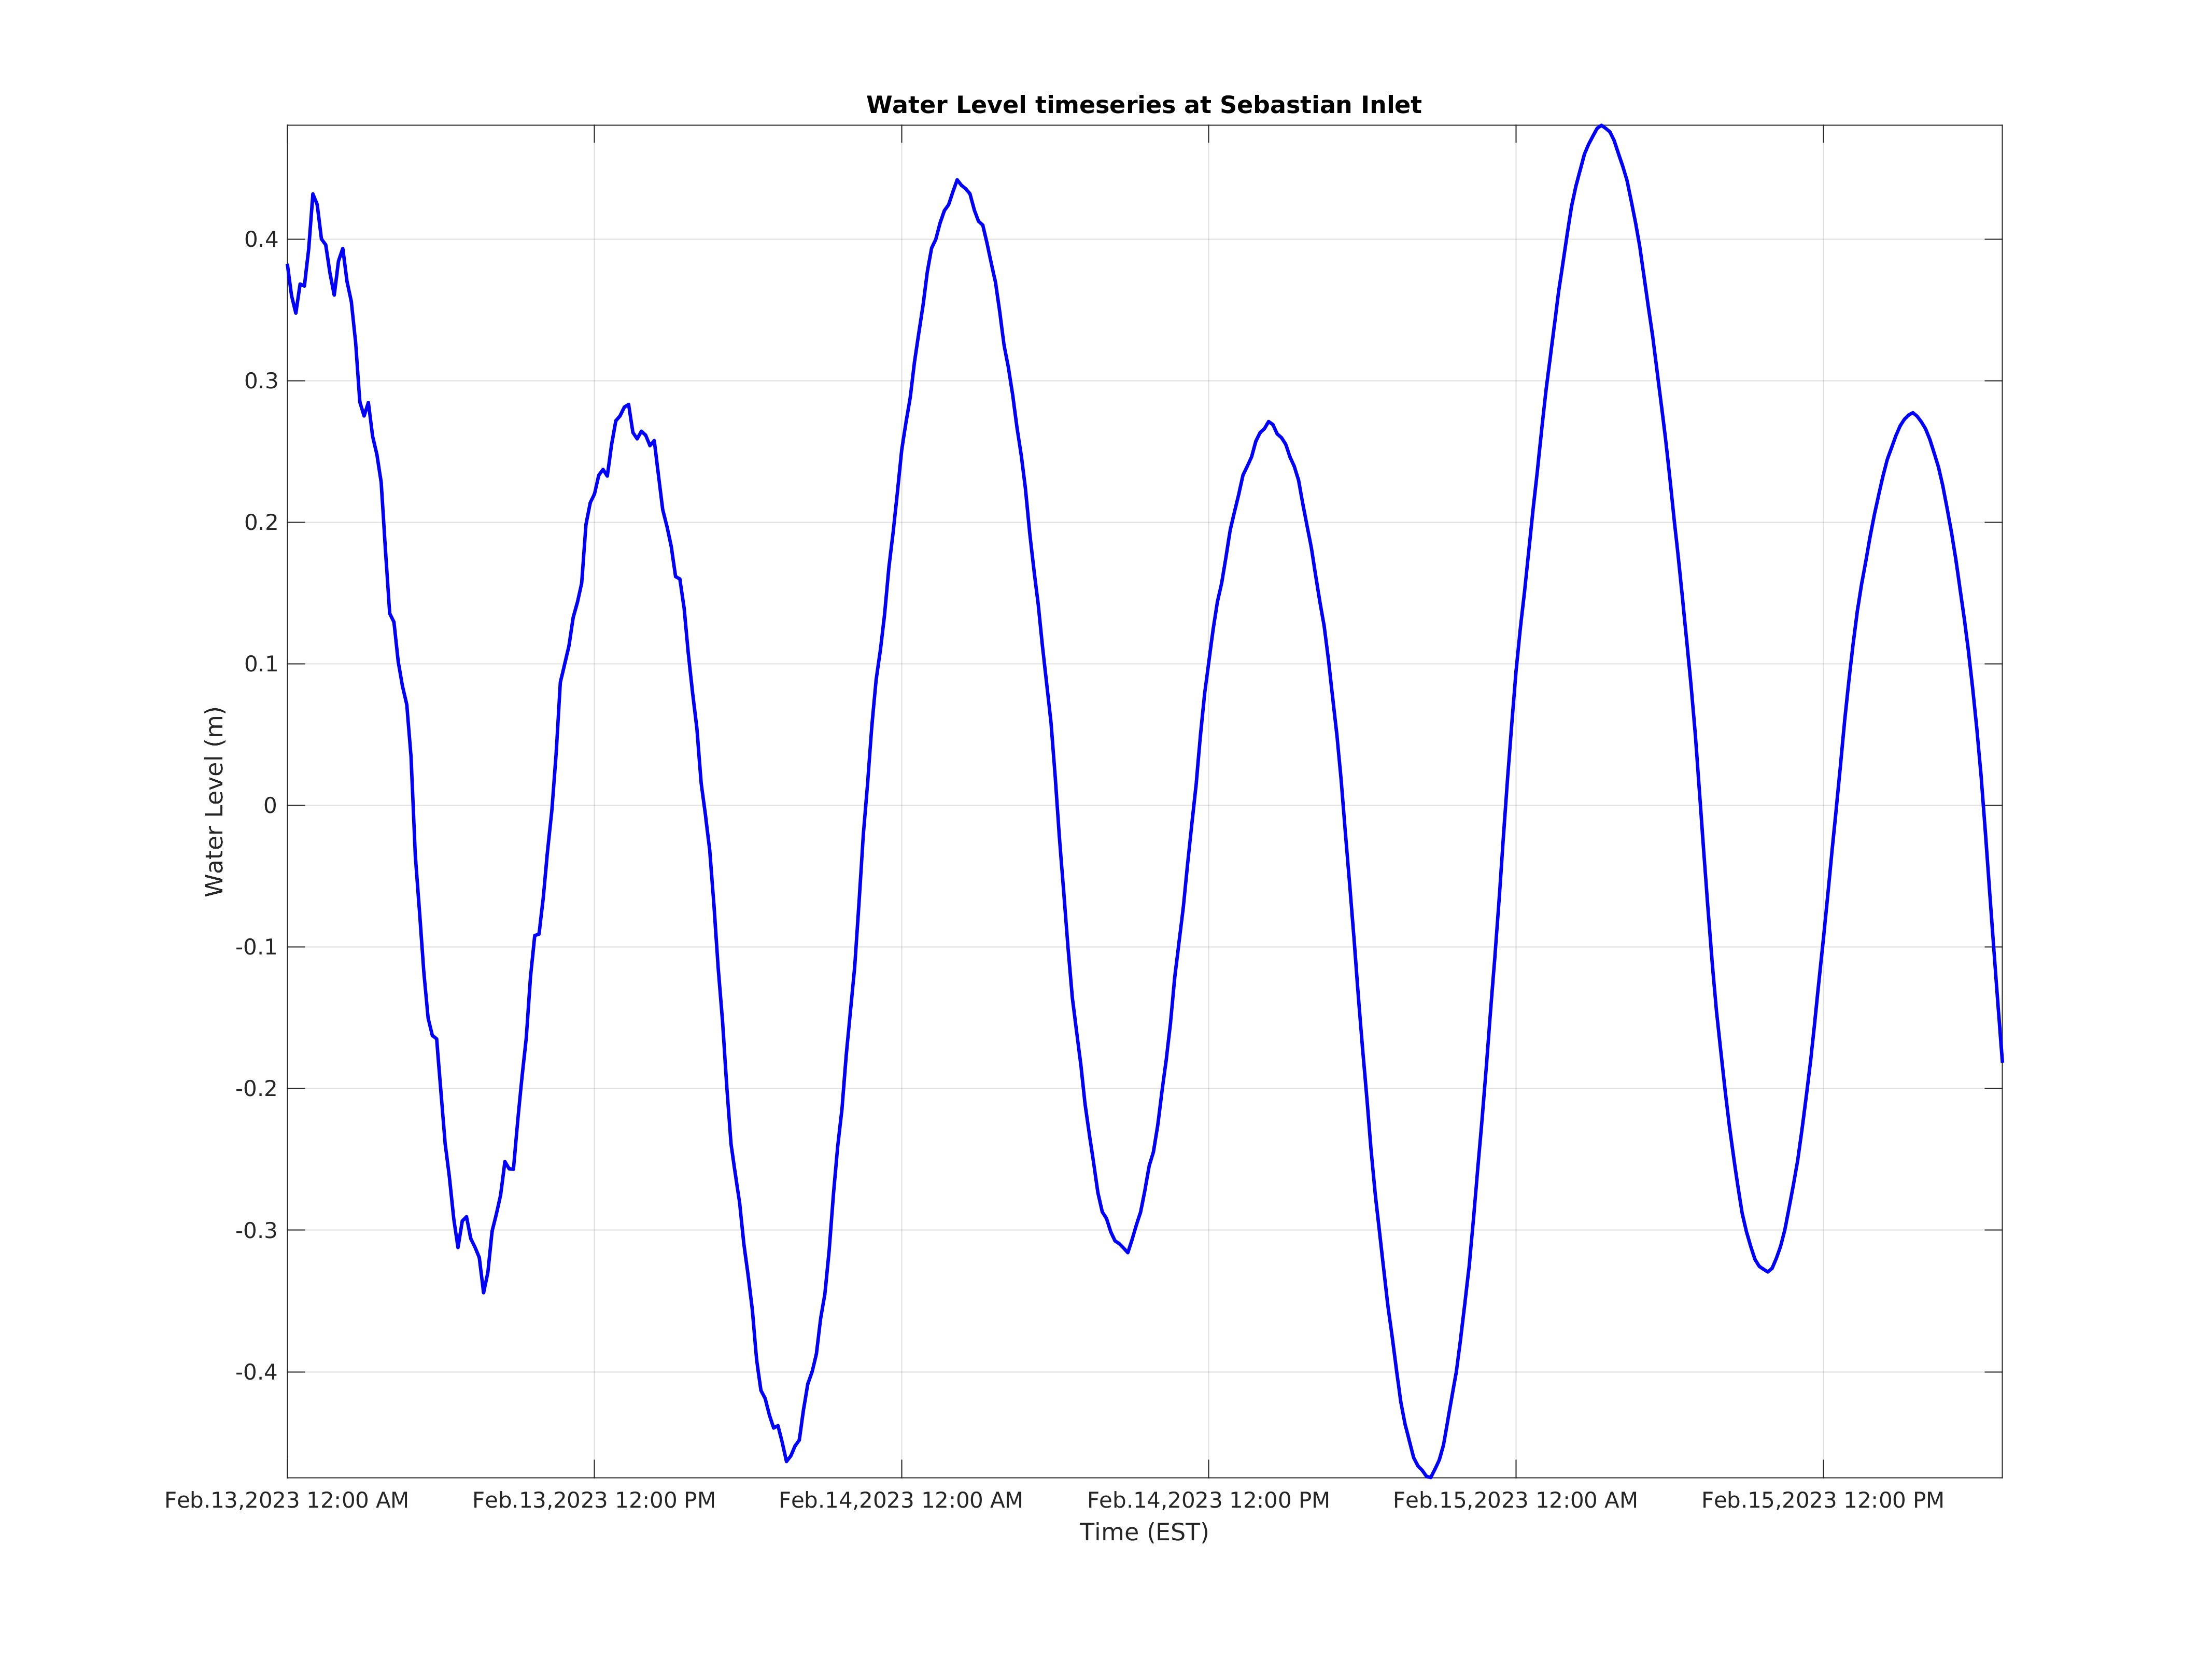 Water Level timeseries at Sebastian Inlet
0.4
0.3
0.2
0.1
0
-0.1
-0.2
-0.3
-0.4
Water Level (m)
Feb.13,2023 12:00 AM
Feb.13,2023 12:00 PM
Feb.14,2023 12:00 AM
Feb.14,2023 12:00 PM
Feb.15,2023 12:00 AM
Feb.15,2023 12:00 PM
Time (EST)